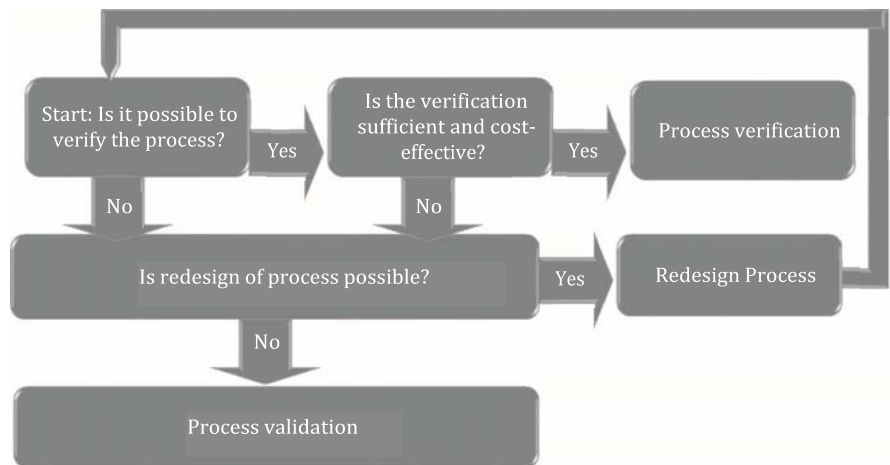 Start: Is it possible to
verify the process?
Yes
Is the verification
sufficient and cost-
effective?
Yes
Process verification
No
No
Is redesign of process possible?
Yes
Redesign Process
No
Process validation